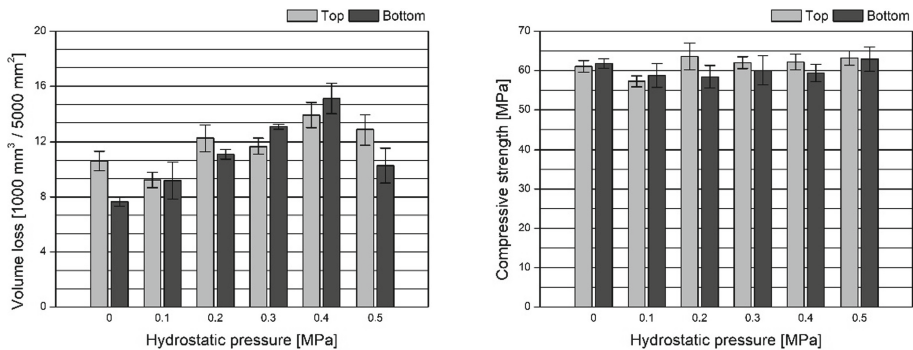 Top Bottom
Volume loss [1000 mm³ / 5000 mm²]
20
16
12
8
4
0
0 0.1 0.2 0.3 0.4 0.5
Hydrostatic pressure [MPa]
Top Bottom
Compressive strength [MPa]
70
60
50
40
30
20
10
0
0 0.1 0.2 0.3 0.4 0.5
Hydrostatic pressure [MPa]